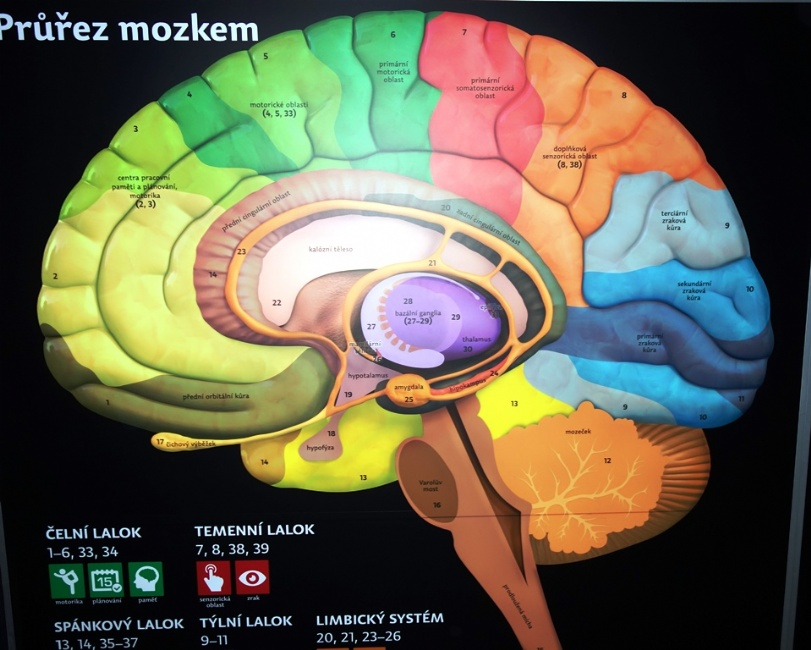 Průřez mozkem
6
primární
motorická
oblast
7
primární
somatosenzorická
oblast
5
motorické oblasti
(4, 5, 33)
4
3
centra pracovní
paměti a plánování,
motorika
(2, 3)
2
8
doplňková
senzorická oblast
(8, 38)
terciární
zraková
kůra
9
sekundární
zraková
kůra
10
primární
zraková
kůra
11
9
10
přední cingulární oblast
20
zadní cingulární oblast
23
14
kalózní těleso
22
21
28
bazální ganglia
(27–29)
27
29
thalamus
30
hypotalamus
19
amygdala
25
hipokampus
24
1
přední orbitální kůra
17 čichový výběžek
18
hypofýza
14
13
13
mozeček
12
Varolův
most
16
prodloužená mícha
ČELNÍ LALOK
1–6, 33, 34
15
motorika
plánování
paměť
TEMENNÍ LALOK
7, 8, 38, 39
senzorická
oblast
zrak
SPÁNKOVÝ LALOK
13, 14, 35–37
TÝLNÍ LALOK
9–11
LIMBICKÝ SYSTÉM
20, 21, 23–26